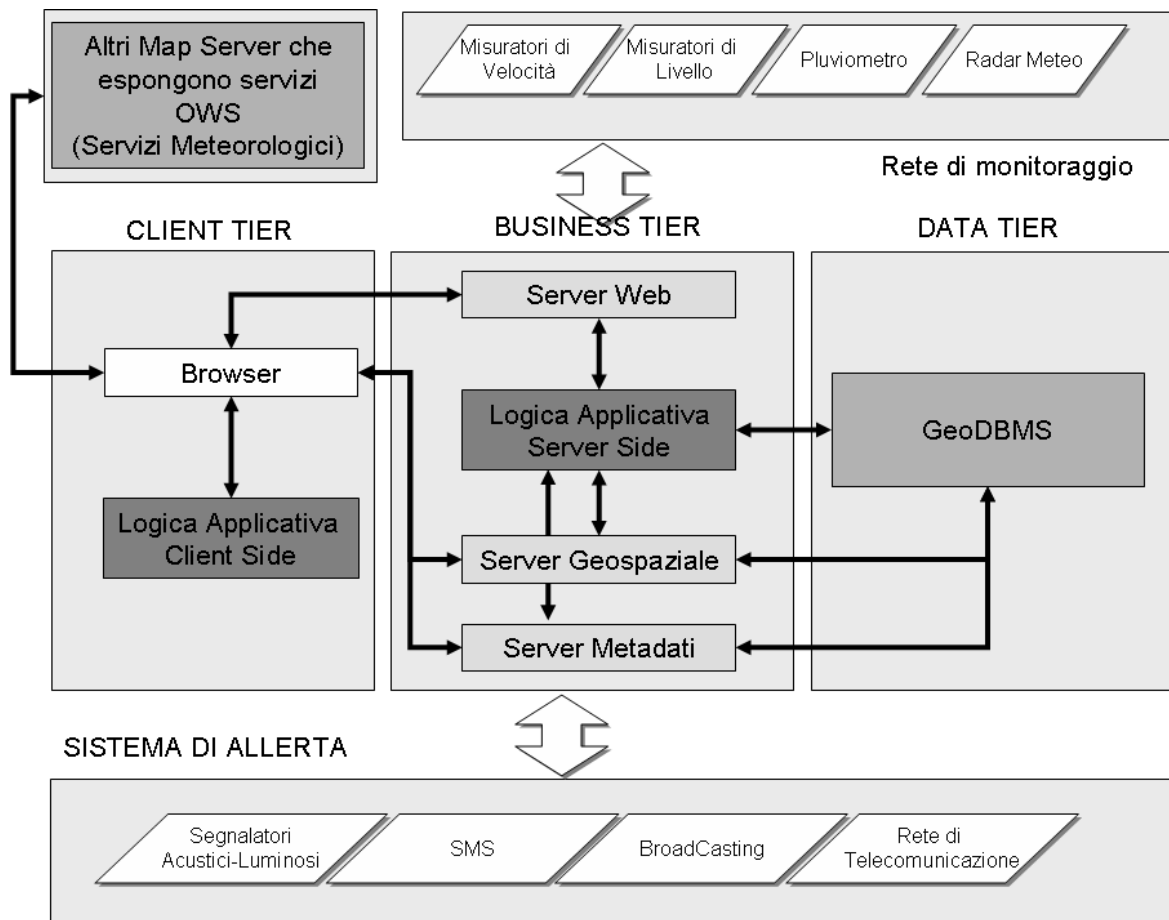 Altri Map Server che
espongono servizi
OWS
(Servizi Meteorologici)
Misuratori di
Velocità
Misuratori di
Livello
Pluviometro
Radar Meteo
Rete di monitoraggio
CLIENT TIER
BUSINESS TIER
DATA TIER
Server Web
Browser
Logica Applicativa
Server Side
GeoDBMS
Logica Applicativa
Client Side
Server Geospaziale
Server Metadati
SISTEMA DI ALLERTA
Segnalatori
Acustici-Luminosi
SMS
BroadCasting
Rete di
Telecomunicazione